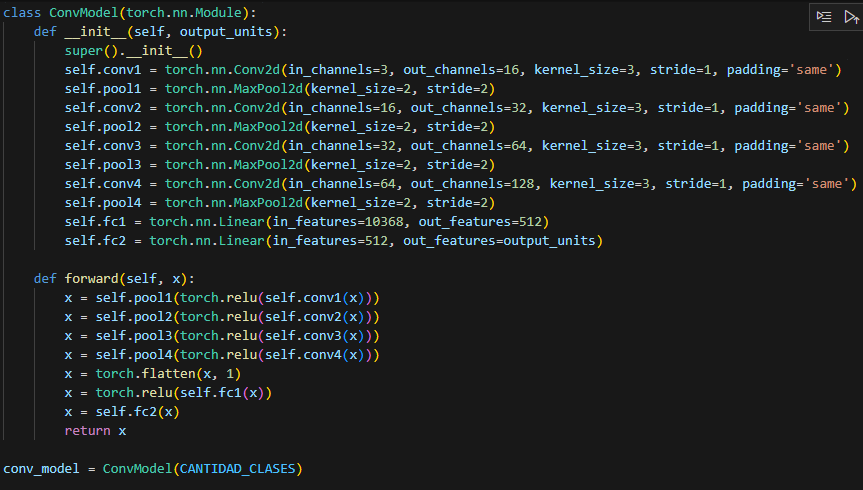 class ConvModel(torch.nn.Module):
    def __init__(self, output_units):
        super().__init__()
        self.conv1 = torch.nn.Conv2d(in_channels=3, out_channels=16, kernel_size=3, stride=1, padding='same')
        self.pool1 = torch.nn.MaxPool2d(kernel_size=2, stride=2)
        self.conv2 = torch.nn.Conv2d(in_channels=16, out_channels=32, kernel_size=3, stride=1, padding='same')
        self.pool2 = torch.nn.MaxPool2d(kernel_size=2, stride=2)
        self.conv3 = torch.nn.Conv2d(in_channels=32, out_channels=64, kernel_size=3, stride=1, padding='same')
        self.pool3 = torch.nn.MaxPool2d(kernel_size=2, stride=2)
        self.conv4 = torch.nn.Conv2d(in_channels=64, out_channels=128, kernel_size=3, stride=1, padding='same')
        self.pool4 = torch.nn.MaxPool2d(kernel_size=2, stride=2)
        self.fc1 = torch.nn.Linear(in_features=10368, out_features=512)
        self.fc2 = torch.nn.Linear(in_features=512, out_features=output_units)

    def forward(self, x):
        x = self.pool1(torch.relu(self.conv1(x)))
        x = self.pool2(torch.relu(self.conv2(x)))
        x = self.pool3(torch.relu(self.conv3(x)))
        x = self.pool4(torch.relu(self.conv4(x)))
        x = torch.flatten(x, 1)
        x = torch.relu(self.fc1(x))
        x = self.fc2(x)
        return x

conv_model = ConvModel(CANTIDAD_CLASES)